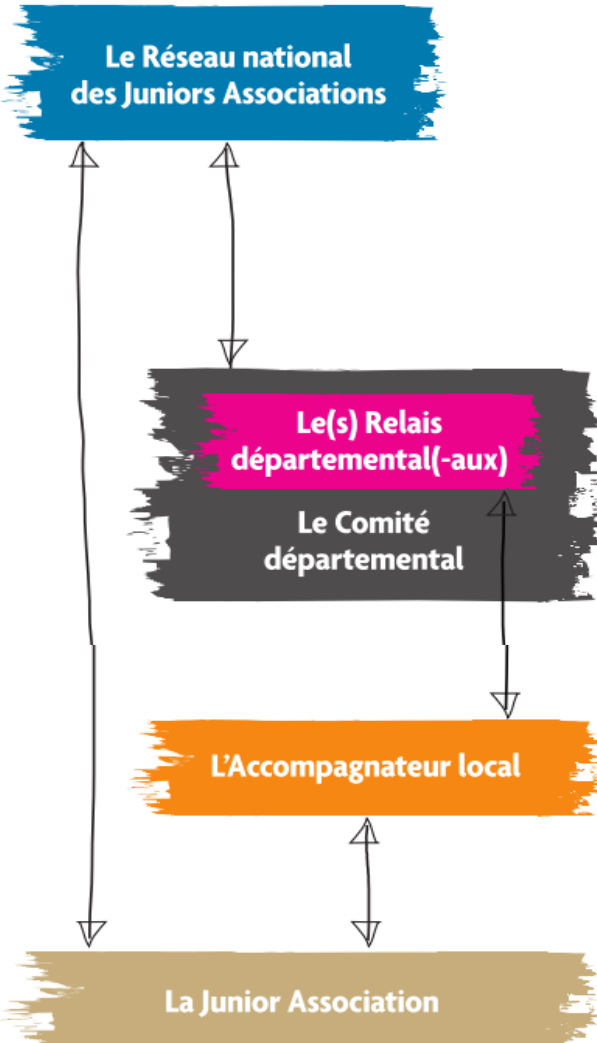 Le Réseau national
des Juniors Associations
Le(s) Relais
départemental(-aux)
Le Comité
départemental
L'Accompagnateur local
La Junior Association